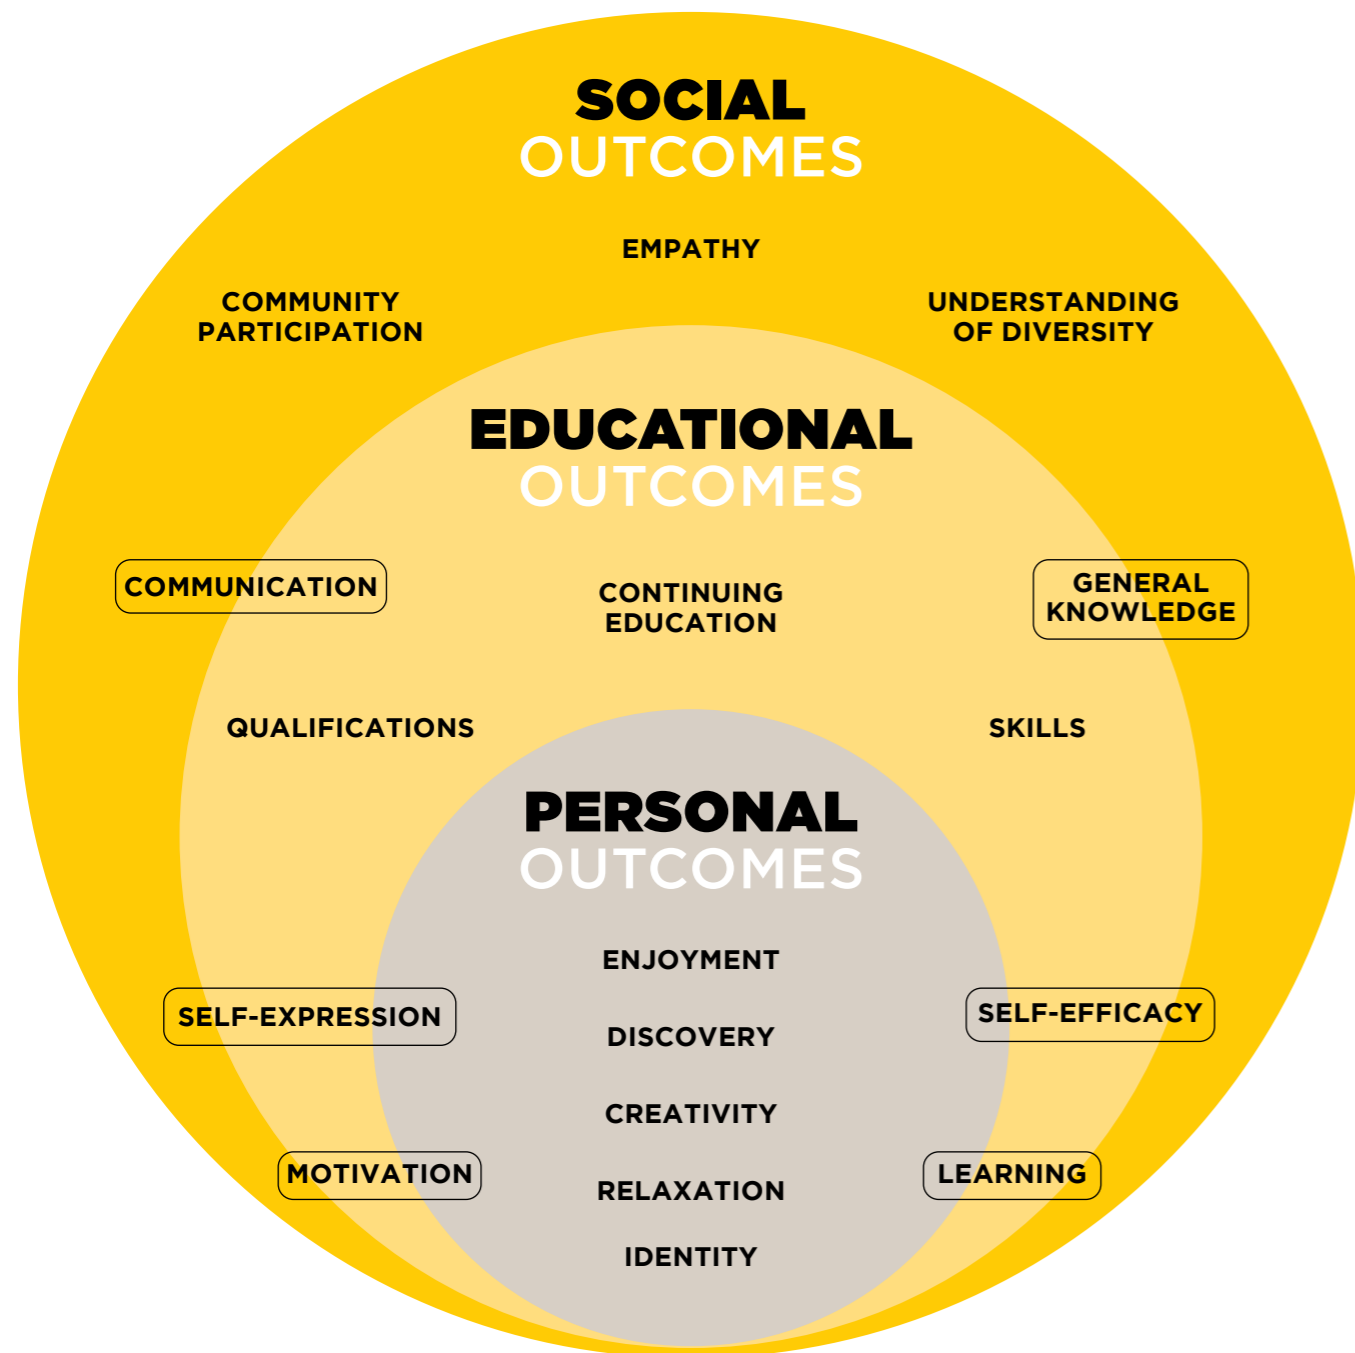 SOCIAL
OUTCOMES
EMPATHY
COMMUNITY
PARTICIPATION
UNDERSTANDING
OF DIVERSITY
EDUCATIONAL
OUTCOMES
COMMUNICATION
CONTINUING
EDUCATION
GENERAL
KNOWLEDGE
QUALIFICATIONS
SKILLS
PERSONAL
OUTCOMES
ENJOYMENT
SELF-EXPRESSION
SELF-EFFICACY
DISCOVERY
CREATIVITY
MOTIVATION
LEARNING
RELAXATION
IDENTITY